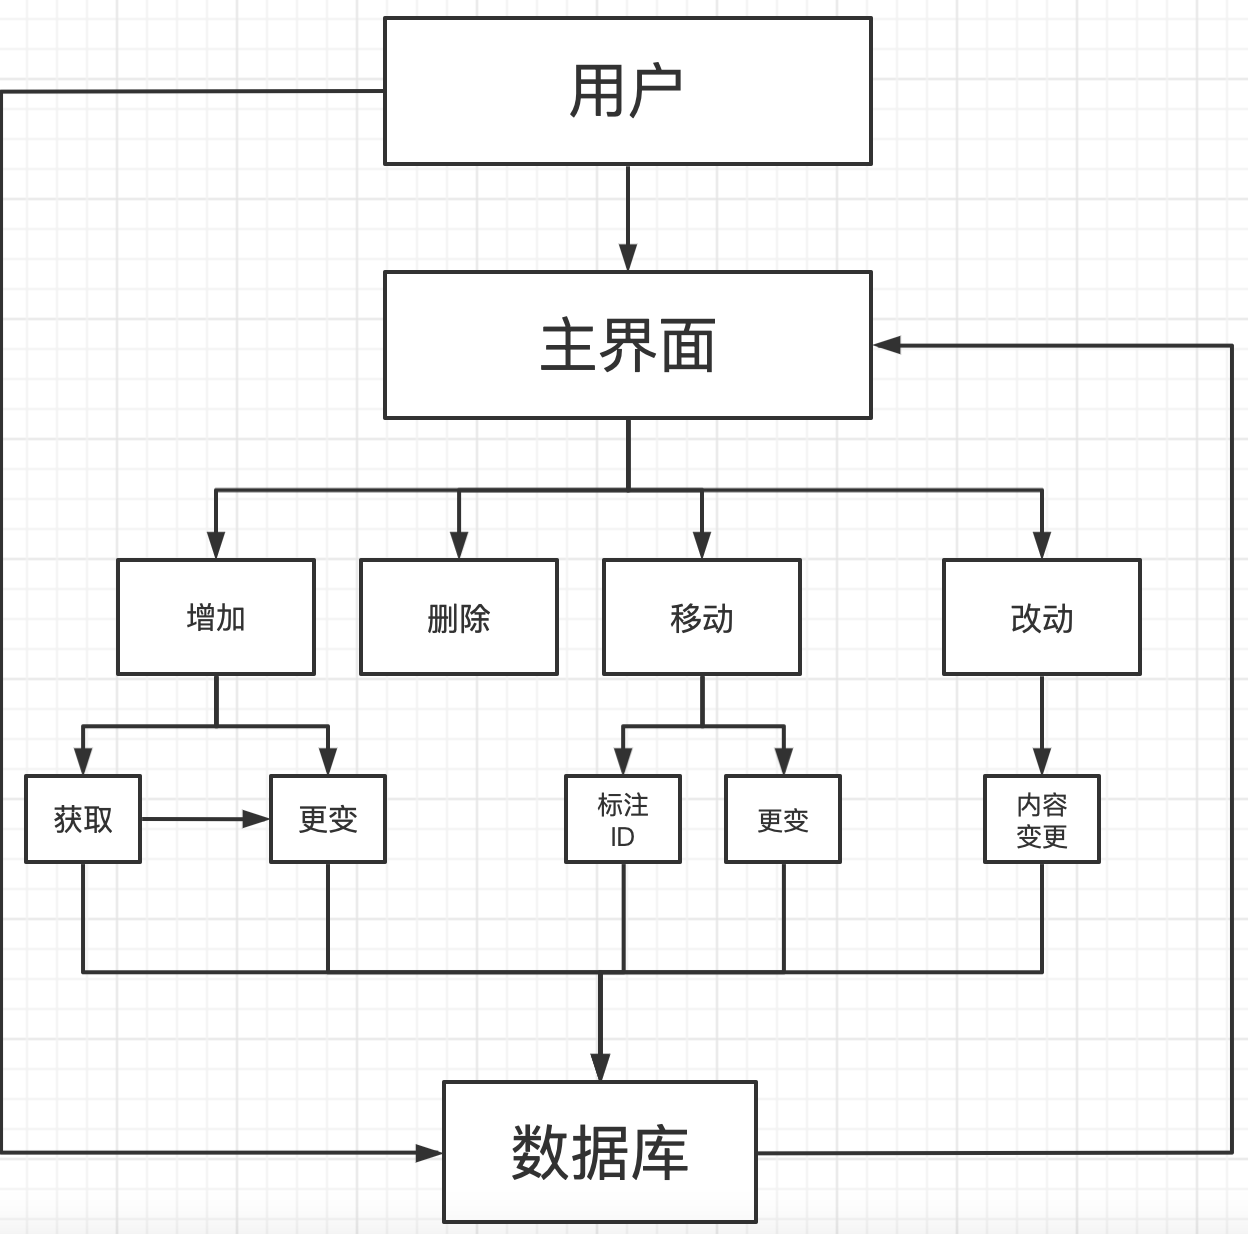 用户
主界面
增加
删除
移动
改动
获取
更变
标注
ID
更变
内容
变更
数据库